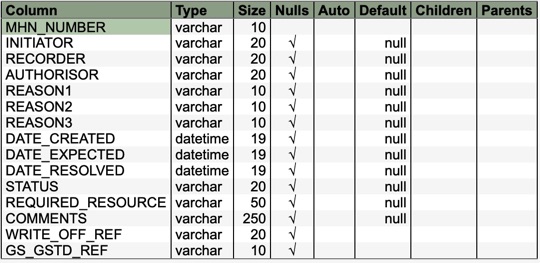 Column Type Size Nulls Auto Default Children Parents
MHN_NUMBER varchar 10
INITIATOR varchar 20 √ null
RECORDER varchar 20 √ null
AUTHORISOR varchar 20 √ null
REASON1 varchar 10 √ null
REASON2 varchar 10 √ null
REASON3 varchar 10 √ null
DATE_CREATED datetime 19 √ null
DATE_EXPECTED datetime 19 √ null
DATE_RESOLVED datetime 19 √ null
STATUS varchar 20 √ null
REQUIRED_RESOURCE varchar 50 √ null
COMMENTS varchar 250 √ null
WRITE_OFF_REF varchar 20 √
GS_GSTD_REF varchar 10 √